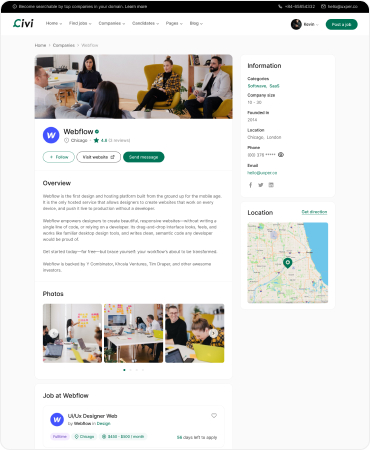 Become searchable by top companies in your domain. Learn more
+84-01654232 hello@uxper.co
Civi
Home Find jobs Companies Candidates Pages Blog
Kevin Post a job
Home Companies Webflow
Webflow
Chicago 4.8 (2 reviews)
+ Follow Visit website Send message
Overview
Webflow is the first design and hosting platform built from the ground up for the mobile age.
It is the only hosted service that allows designers to create websites that work on every
device, and push it live to production without a developer.
Webflow empowers designers to create beautiful, responsive websites—without writing a
single line of code, or relying on a developer. Its drag-and-drop interface looks, feels, and
works like familiar desktop design tools, and writes clean, semantic code any developer
would be proud of.
Get started today—for free—but brace yourself: your workflow's about to be transformed.
Webflow is backed by Y Combinator, Khosla Ventures, Tim Draper, and other awesome
investors.
Photos
Job at Webflow
UI/Ux Designer Web
by Webflow in Design
Fulltime Chicago $450 - $500 / month
56 days left to apply
Information
Categories
Software, SaaS
Company size
10 - 30
Founded in
2014
Location
Chicago, London
Phone
(00) 378 *****
Email
hello@uxper.co
Location Get direction